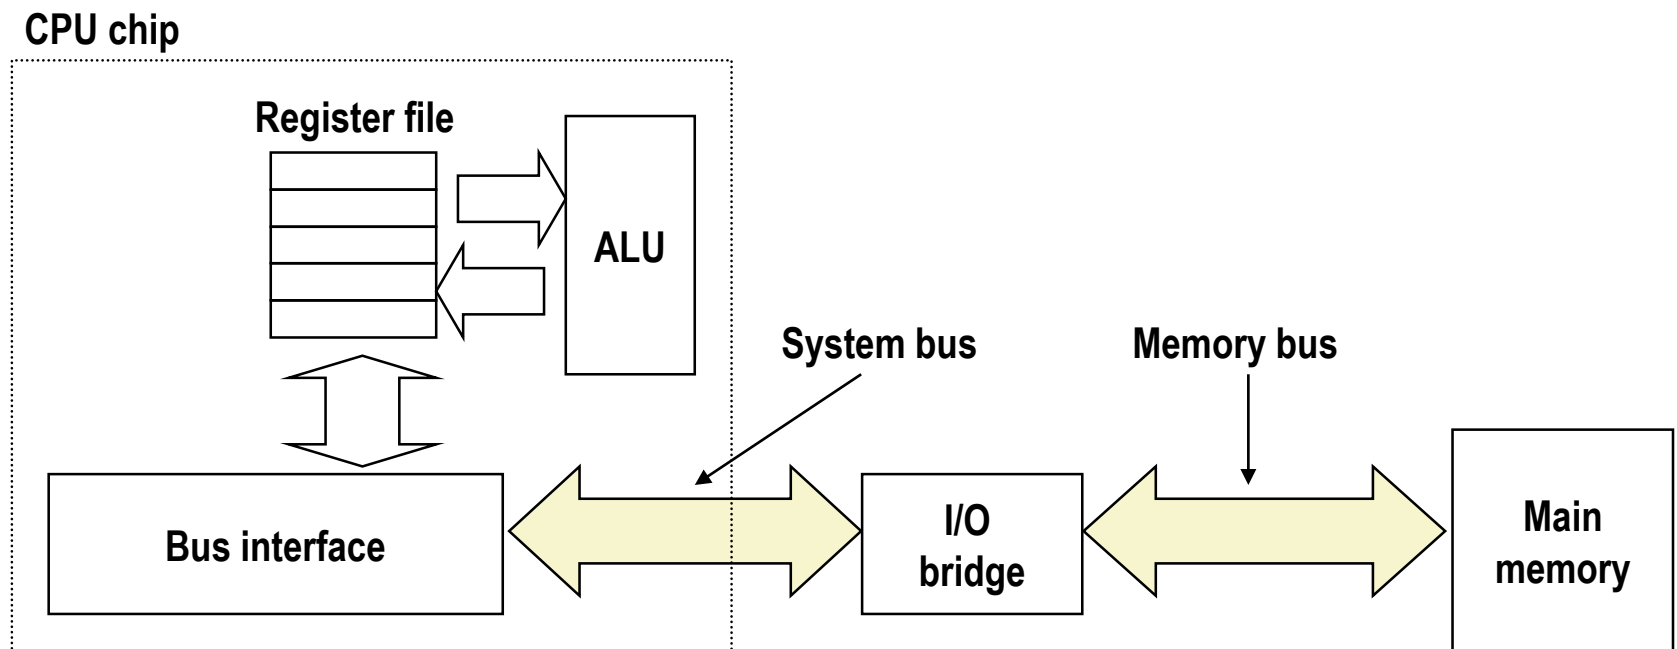 CPU chip
Register file
ALU
System bus
Memory bus
Bus interface
I/O
bridge
Main
memory